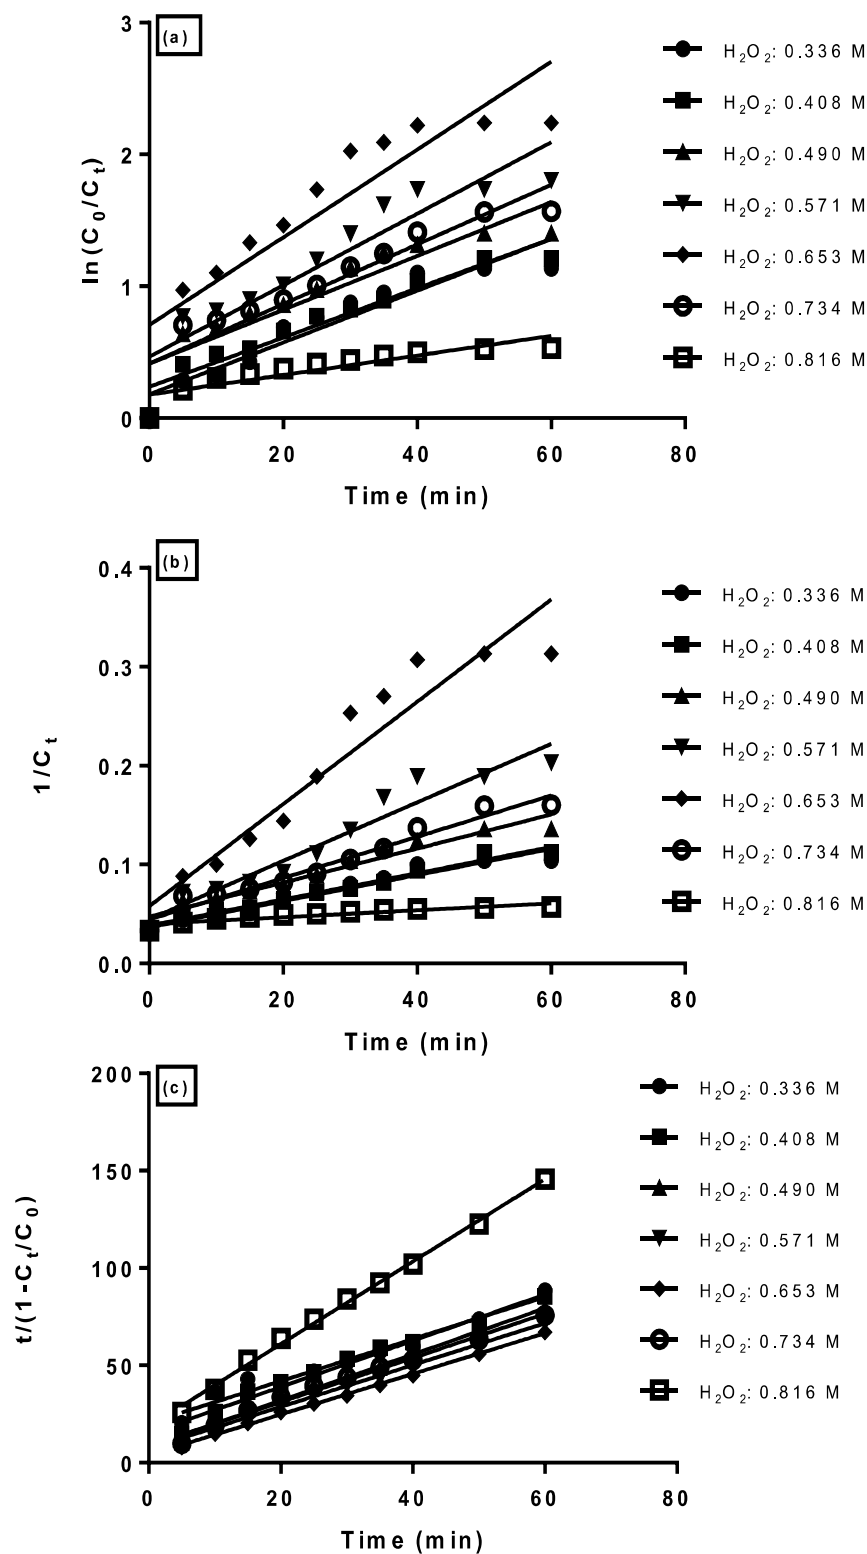 (a)
3
2
1
0
ln(C₀/Cₜ)
0 20 40 60 80
Time (min)
H₂O₂: 0.336 M
H₂O₂: 0.408 M
H₂O₂: 0.490 M
H₂O₂: 0.571 M
H₂O₂: 0.653 M
H₂O₂: 0.734 M
H₂O₂: 0.816 M
(b)
0.4
0.3
0.2
0.1
0.0
1/Cₜ
0 20 40 60 80
Time (min)
H₂O₂: 0.336 M
H₂O₂: 0.408 M
H₂O₂: 0.490 M
H₂O₂: 0.571 M
H₂O₂: 0.653 M
H₂O₂: 0.734 M
H₂O₂: 0.816 M
(c)
200
150
100
50
0
t/(1-Cₜ/C₀)
0 20 40 60 80
Time (min)
H₂O₂: 0.336 M
H₂O₂: 0.408 M
H₂O₂: 0.490 M
H₂O₂: 0.571 M
H₂O₂: 0.653 M
H₂O₂: 0.734 M
H₂O₂: 0.816 M